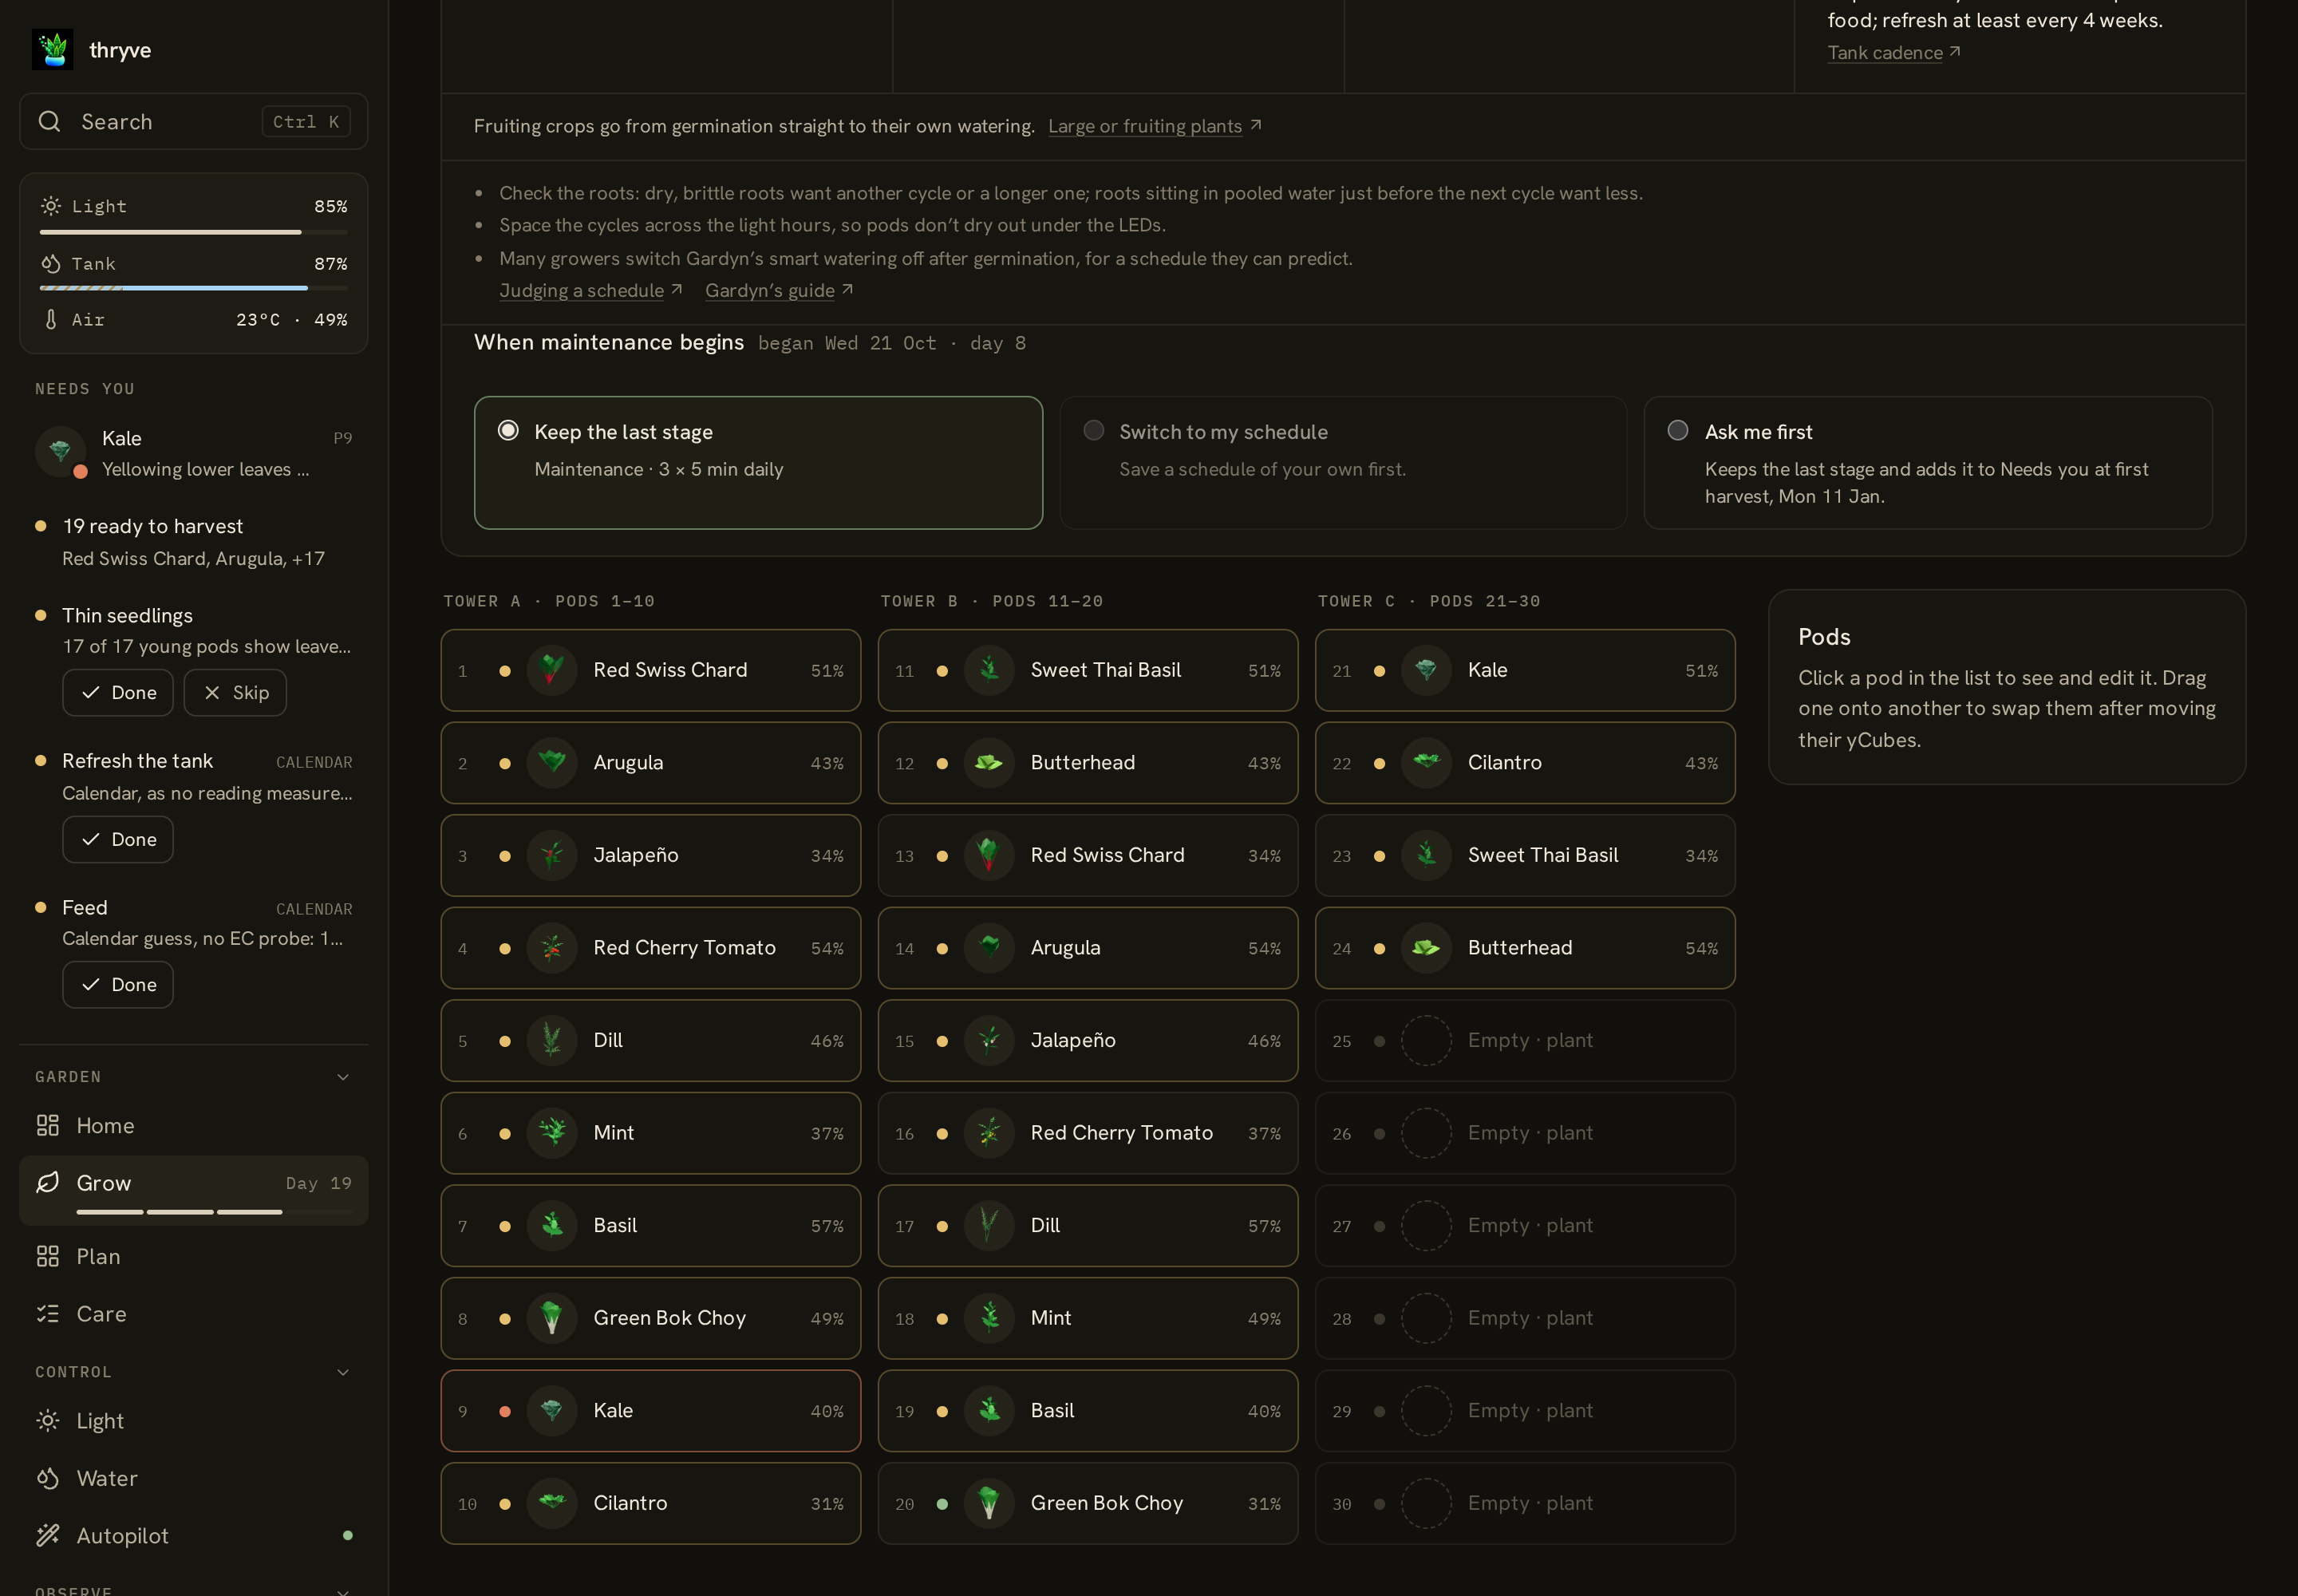 thryve
Search
Ctrl K
Light 85%
Tank 87%
Air 23°C · 49%
NEEDS YOU
Kale P9
Yellowing lower leaves …
19 ready to harvest
Red Swiss Chard, Arugula, +17
Thin seedlings
17 of 17 young pods show leave…
Done
Skip
Refresh the tank CALENDAR
Calendar, as no reading measure…
Done
Feed CALENDAR
Calendar guess, no EC probe: 1…
Done
GARDEN
Home
Grow Day 19
Plan
Care
CONTROL
Light
Water
Autopilot
OBSERVE
food; refresh at least every 4 weeks.
Tank cadence
Fruiting crops go from germination straight to their own watering. Large or fruiting plants
Check the roots: dry, brittle roots want another cycle or a longer one; roots sitting in pooled water just before the next cycle want less.
Space the cycles across the light hours, so pods don’t dry out under the LEDs.
Many growers switch Gardyn’s smart watering off after germination, for a schedule they can predict.
Judging a schedule Gardyn’s guide
When maintenance begins began Wed 21 Oct · day 8
Keep the last stage
Maintenance · 3 × 5 min daily
Switch to my schedule
Save a schedule of your own first.
Ask me first
Keeps the last stage and adds it to Needs you at first
harvest, Mon 11 Jan.
TOWER A · PODS 1–10
1 Red Swiss Chard 51%
2 Arugula 43%
3 Jalapeño 34%
4 Red Cherry Tomato 54%
5 Dill 46%
6 Mint 37%
7 Basil 57%
8 Green Bok Choy 49%
9 Kale 40%
10 Cilantro 31%
TOWER B · PODS 11–20
11 Sweet Thai Basil 51%
12 Butterhead 43%
13 Red Swiss Chard 34%
14 Arugula 54%
15 Jalapeño 46%
16 Red Cherry Tomato 37%
17 Dill 57%
18 Mint 49%
19 Basil 40%
20 Green Bok Choy 31%
TOWER C · PODS 21–30
21 Kale 51%
22 Cilantro 43%
23 Sweet Thai Basil 34%
24 Butterhead 54%
25 Empty · plant
26 Empty · plant
27 Empty · plant
28 Empty · plant
29 Empty · plant
30 Empty · plant
Pods
Click a pod in the list to see and edit it. Drag
one onto another to swap them after moving
their yCubes.